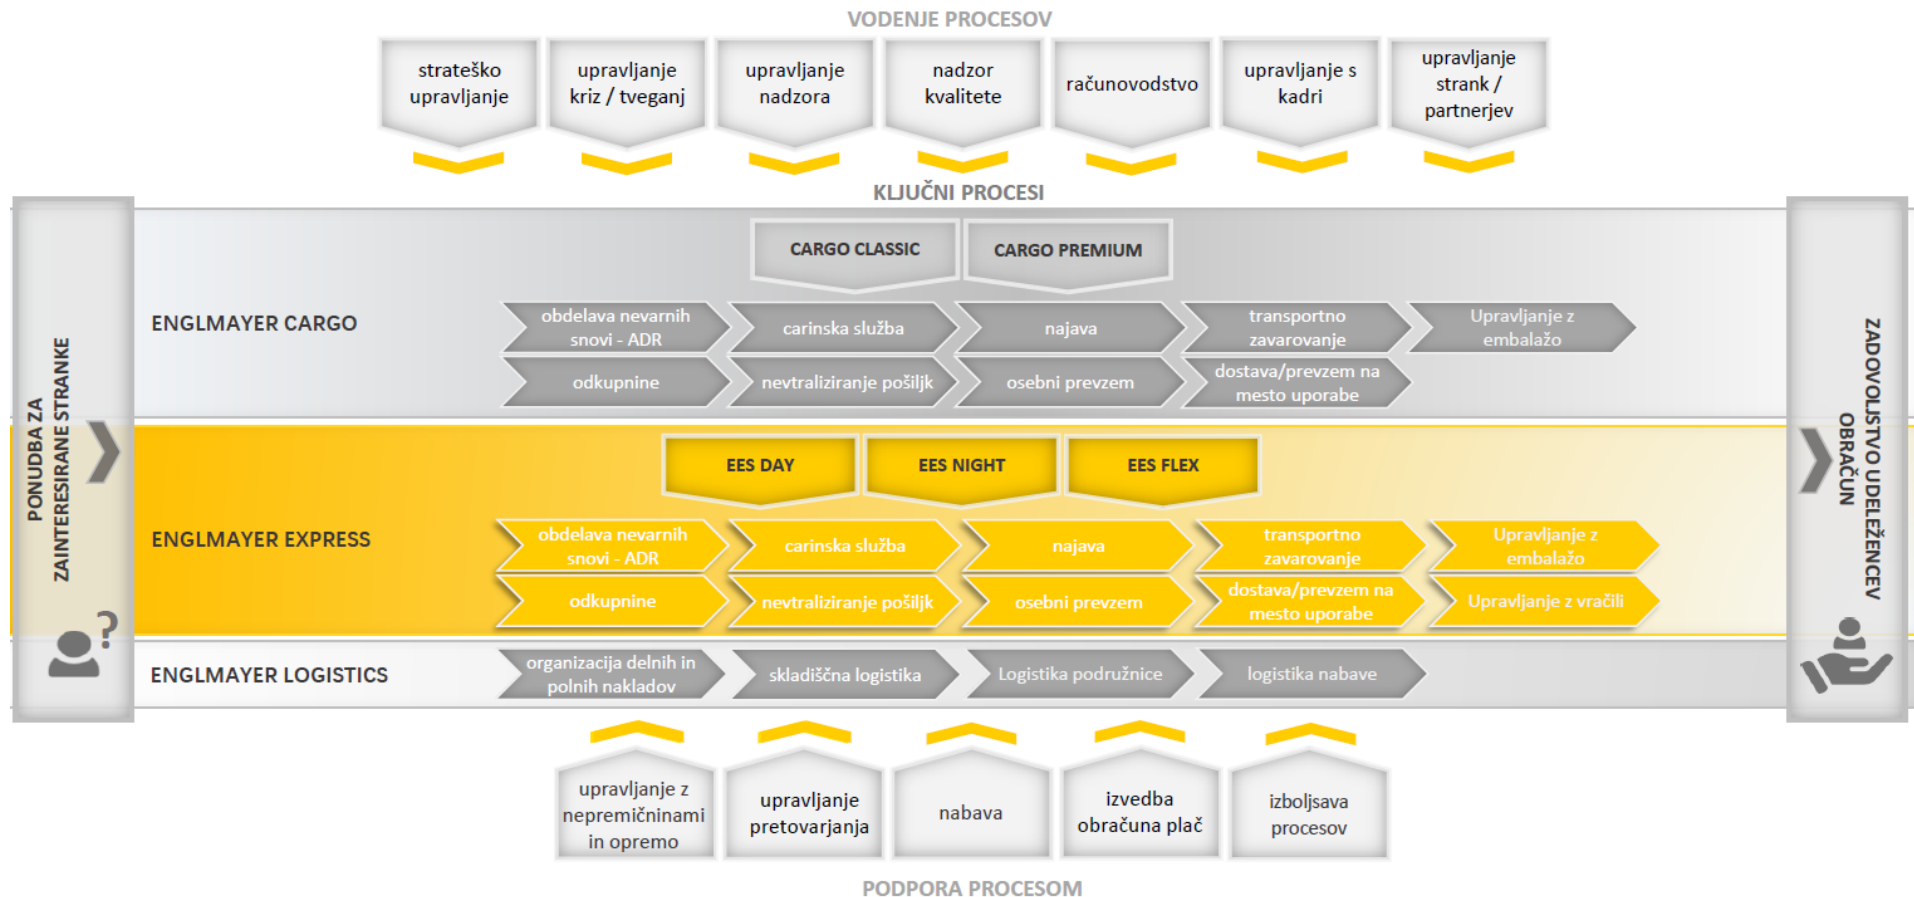 VODENJE PROCESOV
strateško
upravljanje
upravljanje
kriz / tveganj
upravljanje
nadzora
nadzor
kvalitete
računovodstvo
upravljanje s
kadri
upravljanje
strank /
partnerjev
KLJUČNI PROCESI
PONUDBA ZA
ZAINTERESIRANE STRANKE
?
CARGO CLASSIC
CARGO PREMIUM
ENGLMAYER CARGO
obdelava nevarnih
snovi - ADR
carinska služba
najava
transportno
zavarovanje
Upravljanje z
embalažo
odkupnine
nevtraliziranje pošiljk
osebni prevzem
dostava/prevzem na
mesto uporabe
EES DAY
EES NIGHT
EES FLEX
ENGLMAYER EXPRESS
obdelava nevarnih
snovi - ADR
carinska služba
najava
transportno
zavarovanje
Upravljanje z
embalažo
odkupnine
nevtraliziranje pošiljk
osebni prevzem
dostava/prevzem na
mesto uporabe
Upravljanje z vračili
ENGLMAYER LOGISTICS
organizacija delnih in
polnih nakladov
skladiščna logistika
Logistika podružnice
logistika nabave
ZADOVOLJSTVO UDELEŽENCEV
OBRAČUN
upravljanje z
nepremičninami
in opremo
upravljanje
pretovarjanja
nabava
izvedba
obračuna plač
izboljsava
procesov
PODPORA PROCESOM